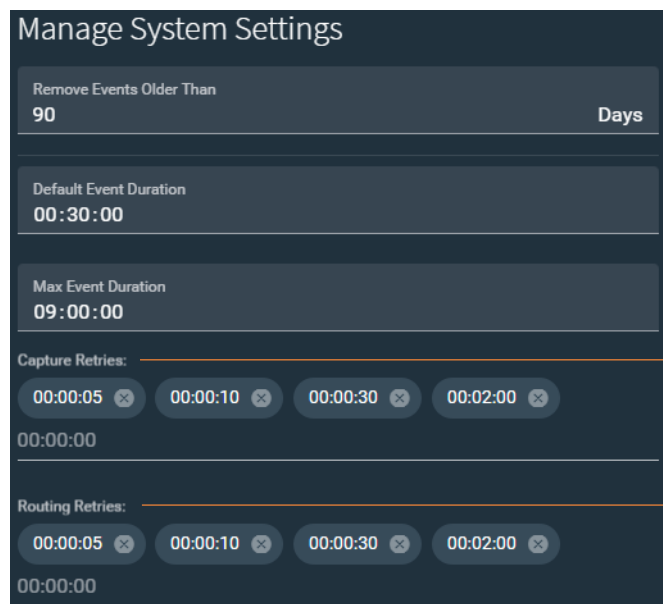 Manage System Settings
Remove Events Older Than
90 Days
Default Event Duration
00:30:00
Max Event Duration
09:00:00
Capture Retries:
00:00:05 00:00:10 00:00:30 00:02:00
00:00:00
Routing Retries:
00:00:05 00:00:10 00:00:30 00:02:00
00:00:00